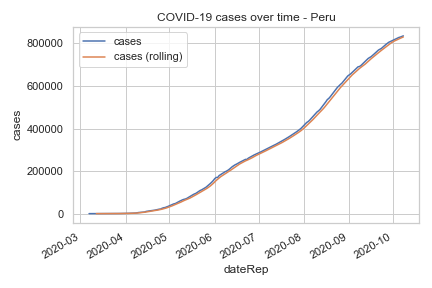 COVID-19 cases over time - Peru
cases
cases (rolling)
800000
600000
400000
200000
0
cases
2020-03
2020-04
2020-05
2020-06
2020-07
2020-08
2020-09
2020-10
dateRep